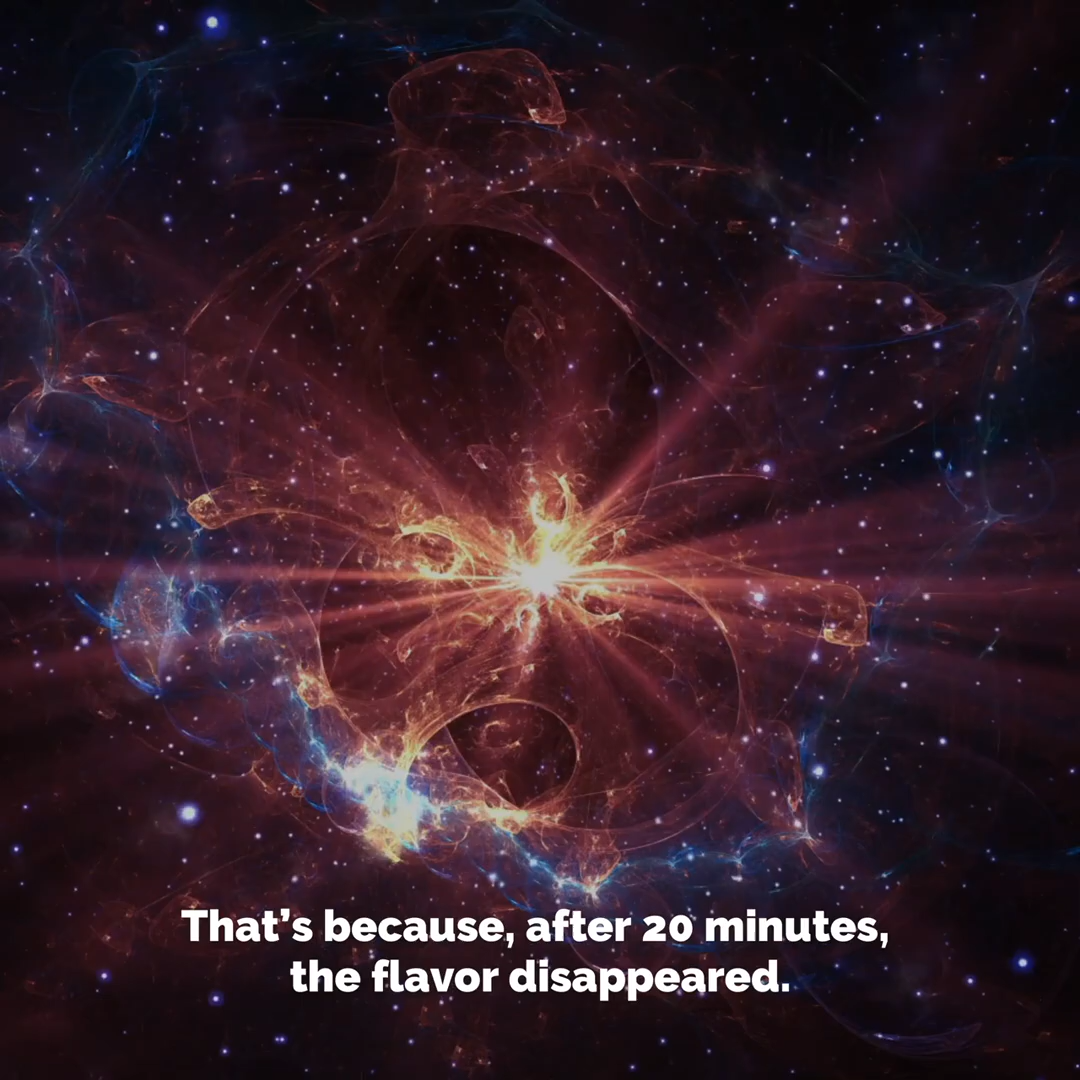 That’s because, after 20 minutes,
the flavor disappeared.